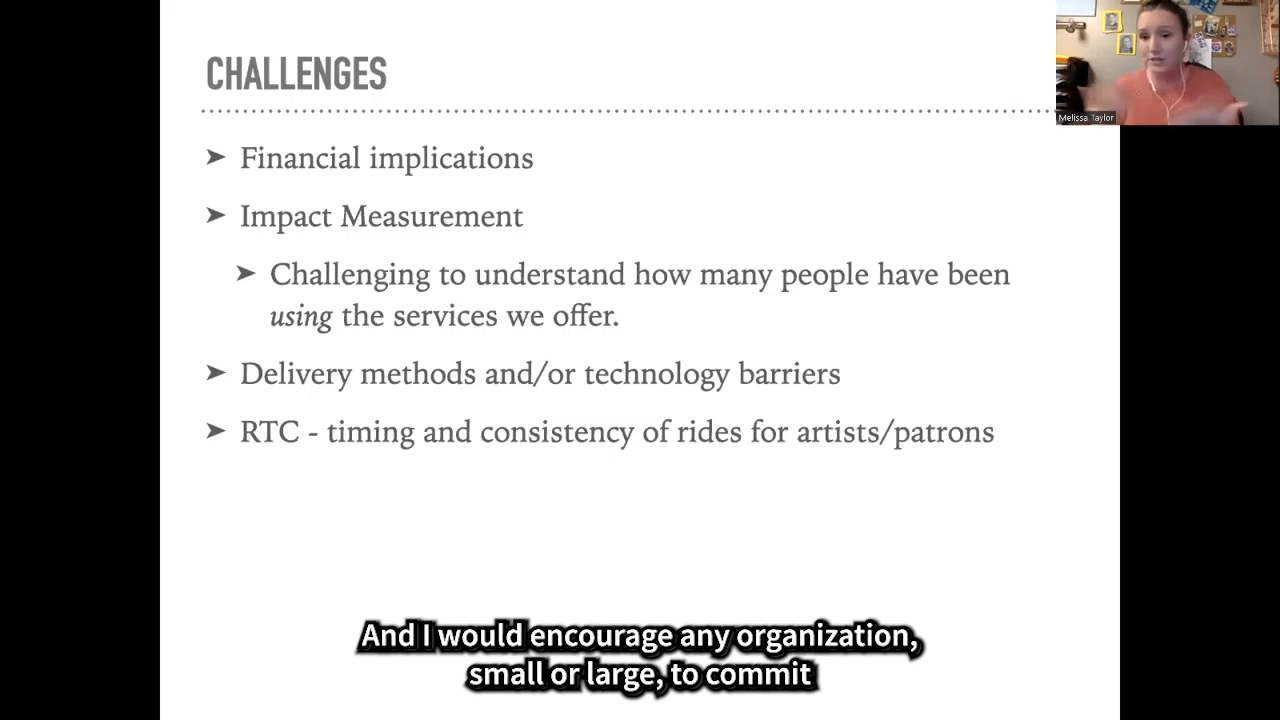 CHALLENGES
Melissa Taylor
➤ Financial implications
➤ Impact Measurement
➤ Challenging to understand how many people have been
using the services we offer.
➤ Delivery methods and/or technology barriers
➤ RTC - timing and consistency of rides for artists/patrons
And I would encourage any organization,
small or large, to commit